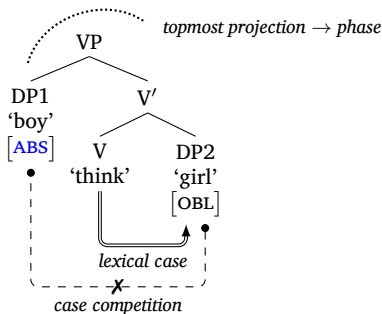 topmost projection → phase
VP
DP1 V′
‘boy’
[ABS] V DP2
‘think’ ‘girl’
[OBL]
lexical case
✗
case competition